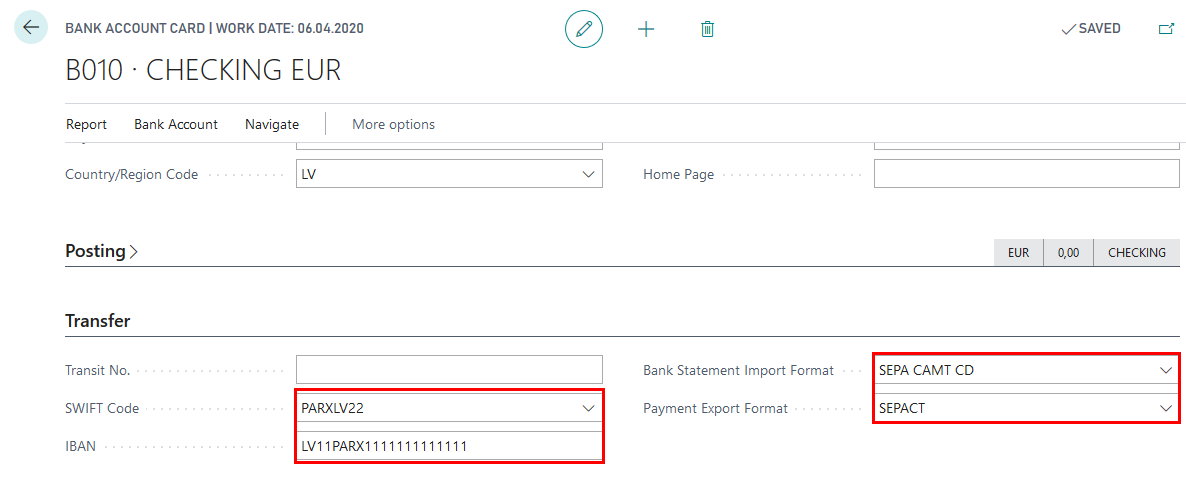 BANK ACCOUNT CARD | WORK DATE: 06.04.2020
SAVED
B010 · CHECKING EUR
Report Bank Account Navigate More options
Country/Region Code LV Home Page
Posting EUR 0,00 CHECKING
Transfer
Transit No. Bank Statement Import Format SEPA CAMT CD
SWIFT Code PARXLV22 Payment Export Format SEPACT
IBAN LV11PARX1111111111111